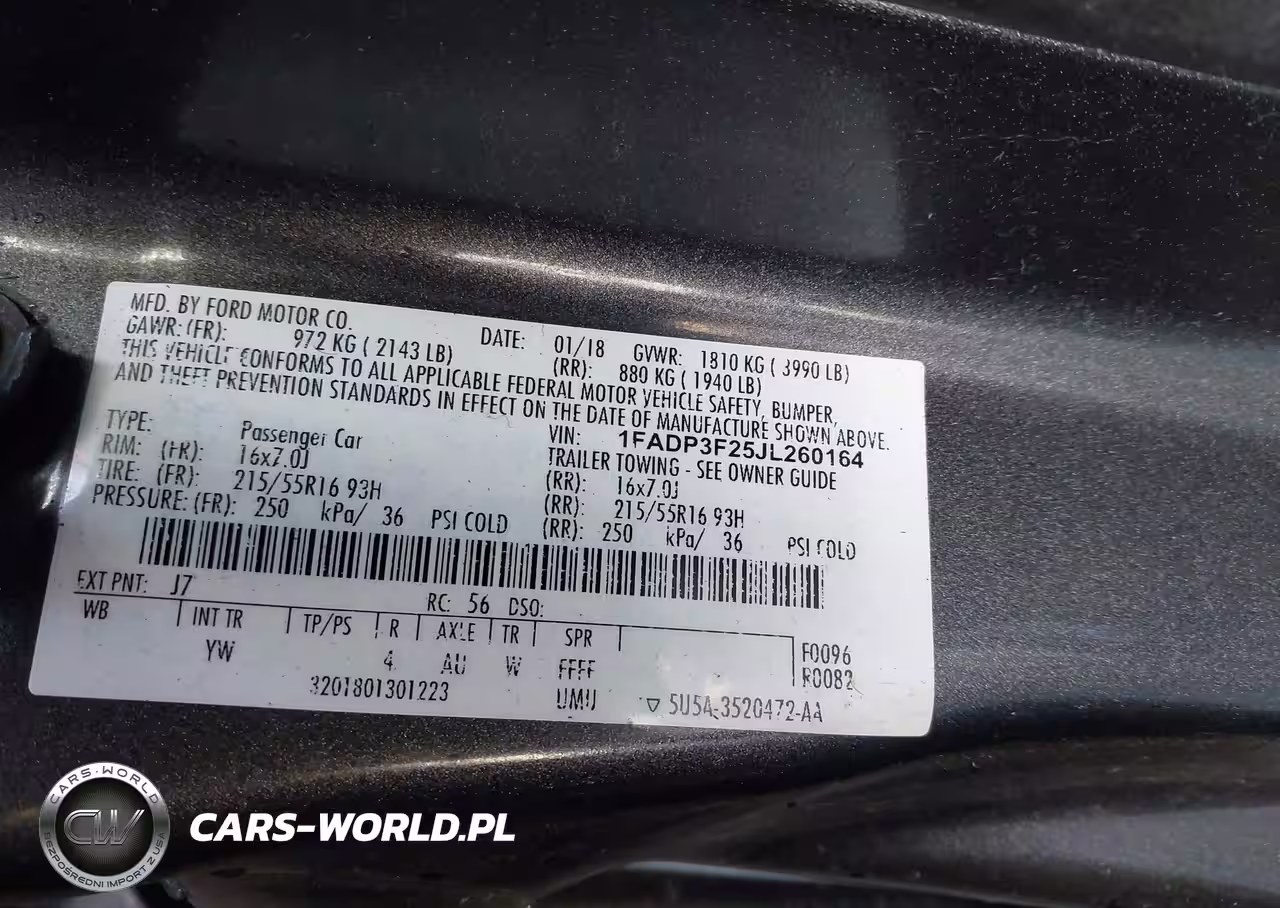 MFD. BY FORD MOTOR CO. DATE: 01/18 GVWR: 1810 KG ( 3990 LB)
GAWR: (FR): 972 KG ( 2143 LB) (RR): 880 KG ( 1940 LB)
THIS VEHICLE CONFORMS TO ALL APPLICABLE FEDERAL MOTOR VEHICLE SAFETY, BUMPER,
AND THEFT PREVENTION STANDARDS IN EFFECT ON THE DATE OF MANUFACTURE SHOWN ABOVE.
VIN: 1FADP3F25JL260164
TYPE: Passenger Car TRAILER TOWING - SEE OWNER GUIDE
RIM: (FR): 16x7.0J (RR): 16x7.0J
TIRE: (FR): 215/55R16 93H (RR): 215/55R16 93H
PRESSURE: (FR): 250 kPa/ 36 PSI COLD (RR): 250 kPa/ 36 PSI COLD
EXT PNT: J7 RC: 56 DSO:
WB INT TR TP/PS R AXLE TR SPR F0096
YW 4 AU W FFFF R0082
3201801301223 UMU ▽ 5U5A-3520472-AA
CARS-WORLD
CW
BEZPOŚREDNI IMPORT Z USA
CARS-WORLD.PL